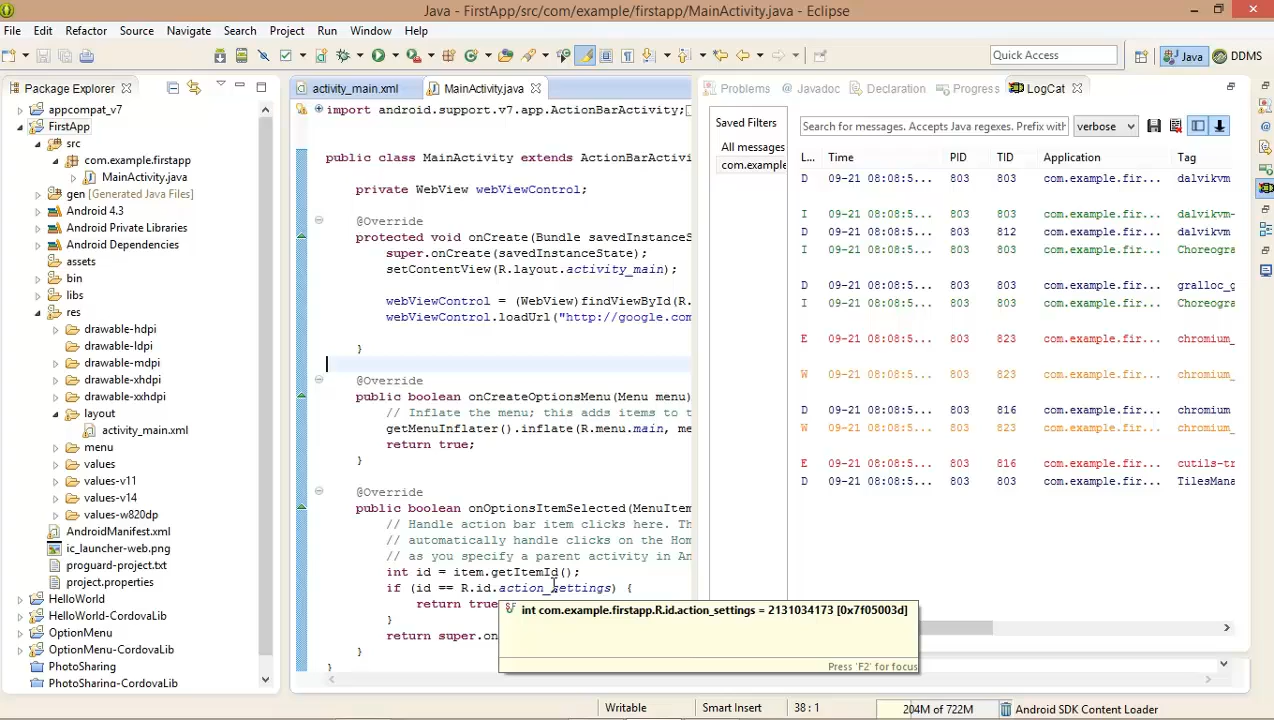 Java - FirstApp/src/com/example/firstapp/MainActivity.java - Eclipse
File Edit Refactor Source Navigate Search Project Run Window Help
Quick Access
Java
DDMS
Package Explorer
appcompat_v7
FirstApp
src
com.example.firstapp
MainActivity.java
gen [Generated Java Files]
Android 4.3
Android Private Libraries
Android Dependencies
assets
bin
libs
res
drawable-hdpi
drawable-ldpi
drawable-mdpi
drawable-xhdpi
drawable-xxhdpi
layout
activity_main.xml
menu
values
values-v11
values-v14
values-w820dp
AndroidManifest.xml
ic_launcher-web.png
proguard-project.txt
project.properties
HelloWorld
HelloWorld-CordovaLib
OptionMenu
OptionMenu-CordovaLib
PhotoSharing
PhotoSharing-CordovaLib
activity_main.xml
MainActivity.java
import android.support.v7.app.ActionBarActivity;
public class MainActivity extends ActionBarActivi
private WebView webViewControl;
@Override
protected void onCreate(Bundle savedInstanceS
super.onCreate(savedInstanceState);
setContentView(R.layout.activity_main);
webViewControl = (WebView)findViewById(R.
webViewControl.loadUrl("http://google.com
}
@Override
public boolean onCreateOptionsMenu(Menu menu)
// Inflate the menu; this adds items to t
getMenuInflater().inflate(R.menu.main, me
return true;
}
@Override
public boolean onOptionsItemSelected(MenuItem
// Handle action bar item clicks here. Th
// automatically handle clicks on the Hom
// as you specify a parent activity in An
int id = item.getItemId();
if (id == R.id.action_settings) {
return true
}
return super.on
}
}
int com.example.firstapp.R.id.action_settings = 2131034173 [0x7f05003d]
Press 'F2' for focus
Problems
Javadoc
Declaration
Progress
LogCat
Saved Filters
All messages
com.example
Search for messages. Accepts Java regexes. Prefix with
verbose
L... Time PID TID Application Tag
D 09-21 08:08:5... 803 803 com.example.fir... dalvikvm
I 09-21 08:08:5... 803 803 com.example.fir... dalvikvm-
D 09-21 08:08:5... 803 812 com.example.fir... dalvikvm
I 09-21 08:08:5... 803 803 com.example.fir... Choreogra
D 09-21 08:08:5... 803 803 com.example.fir... gralloc_g
I 09-21 08:08:5... 803 803 com.example.fir... Choreogra
E 09-21 08:08:5... 803 823 com.example.fir... chromium_
W 09-21 08:08:5... 803 823 com.example.fir... chromium_
D 09-21 08:08:5... 803 816 com.example.fir... chromium
W 09-21 08:08:5... 803 823 com.example.fir... chromium_
E 09-21 08:08:5... 803 816 com.example.fir... cutils-tr
D 09-21 08:08:5... 803 803 com.example.fir... TilesMana
Writable
Smart Insert
38 : 1
204M of 722M
Android SDK Content Loader